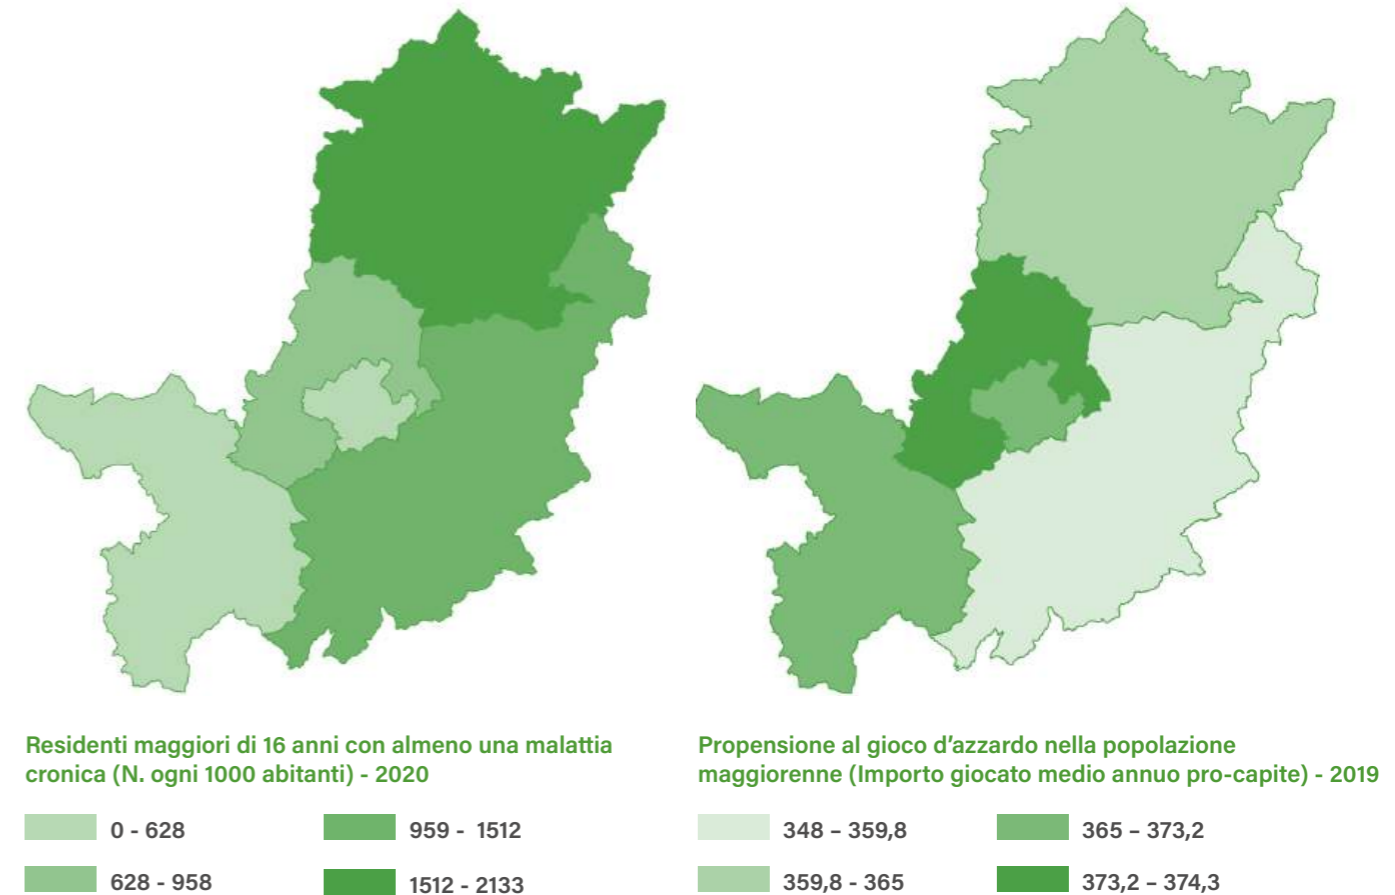 Residenti maggiori di 16 anni con almeno una malattia
cronica (N. ogni 1000 abitanti) - 2020
0 - 628
959 - 1512
628 - 958
1512 - 2133
Propensione al gioco d’azzardo nella popolazione
maggiorenne (Importo giocato medio annuo pro-capite) - 2019
348 – 359,8
365 – 373,2
359,8 - 365
373,2 – 374,3